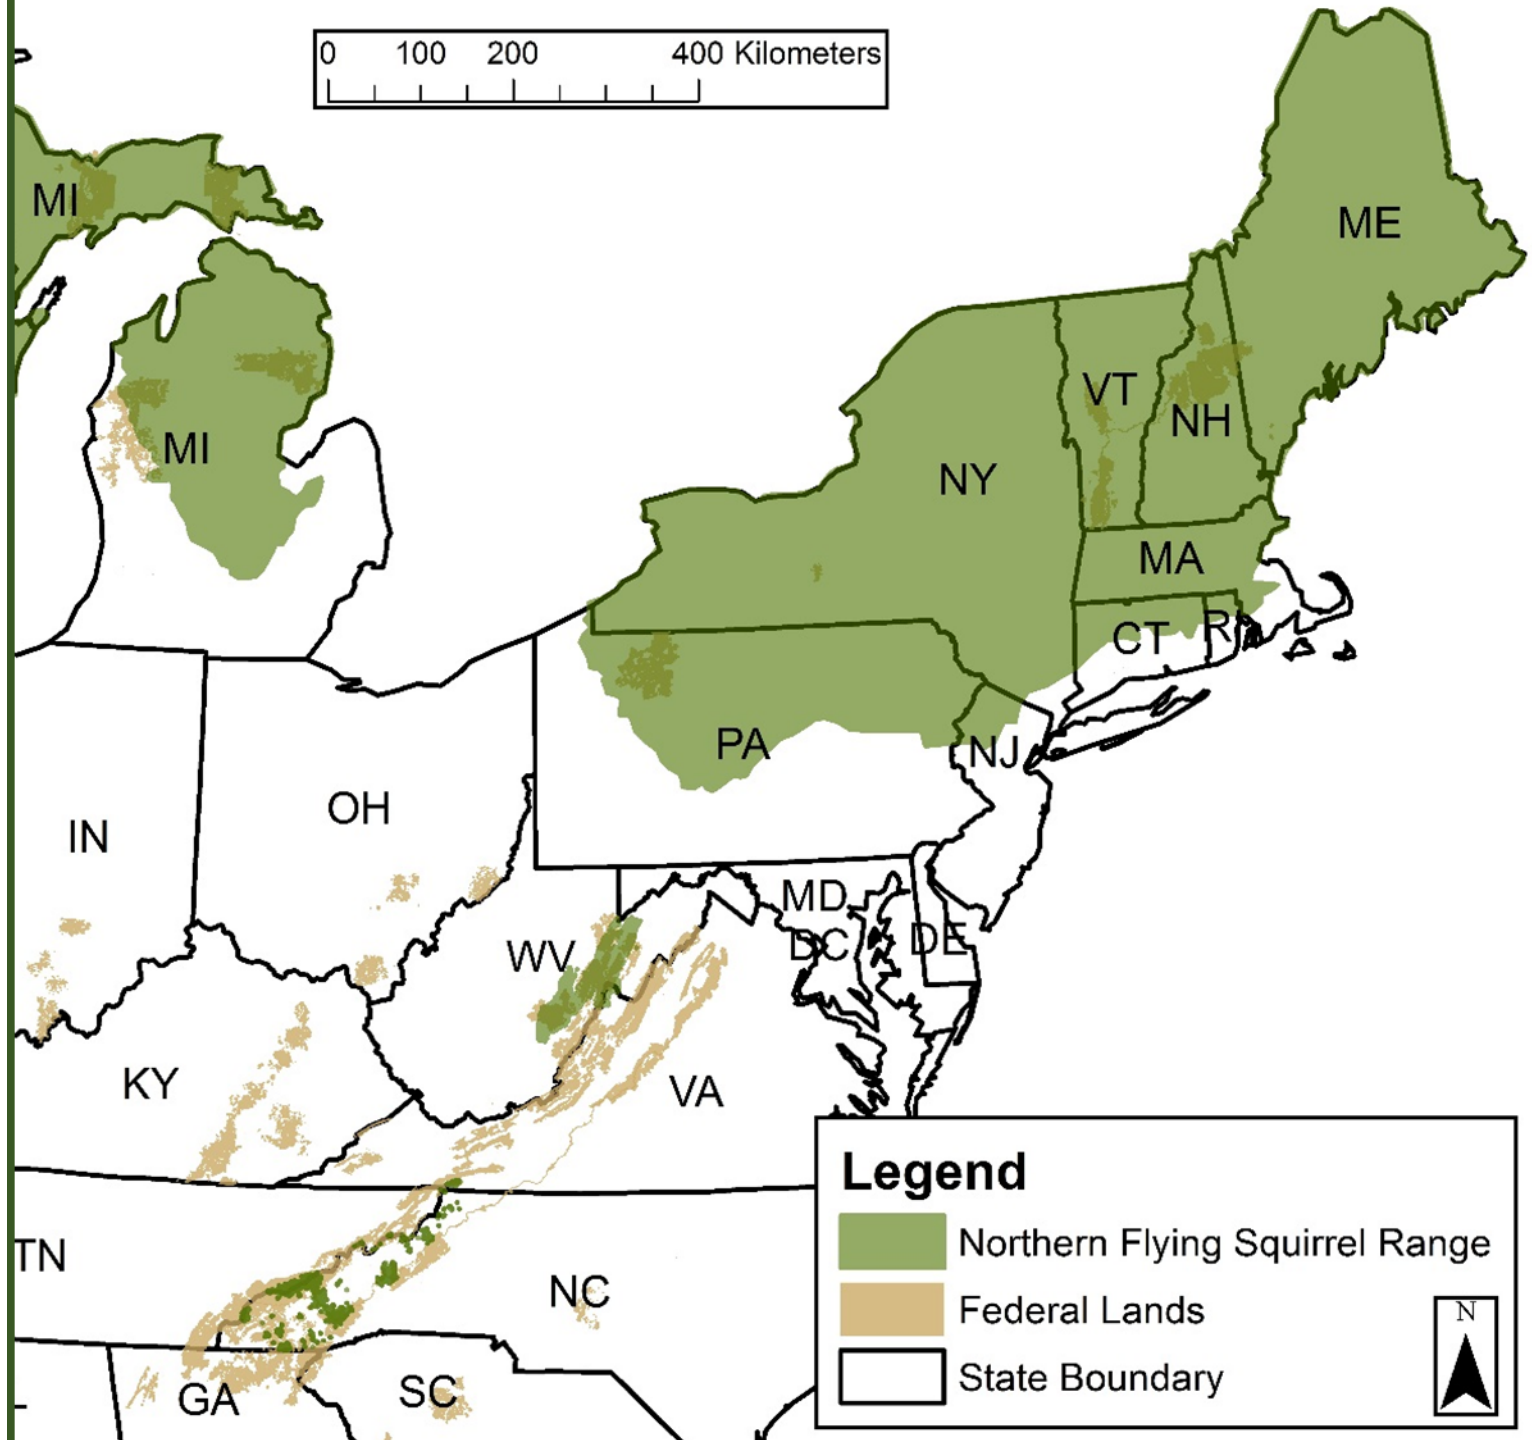 0 100 200 400 Kilometers
MI
ME
MI
VT
NH
NY
MA
CT
RI
PA
NJ
OH
IN
MD
WV
DC
DE
KY
VA
TN
NC
GA
SC
Legend
Northern Flying Squirrel Range
Federal Lands
State Boundary
N